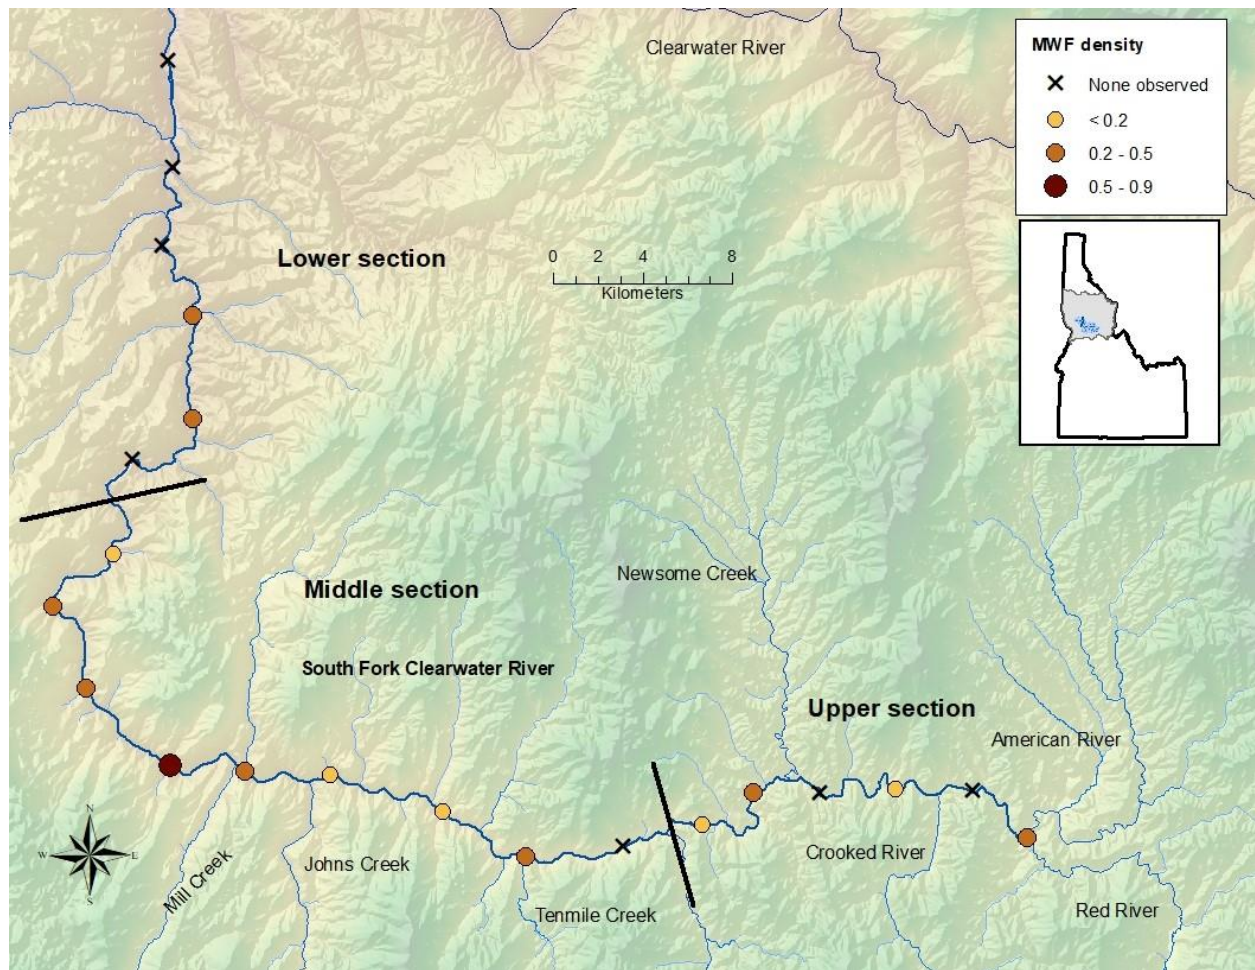 Clearwater River
MWF density
None observed
< 0.2
0.2 - 0.5
0.5 - 0.9
Lower section
0 2 4 6 8
Kilometers
Newsome Creek
Middle section
South Fork Clearwater River
Upper section
American River
N
W E
S
Mill Creek
Johns Creek
Crooked River
Tenmile Creek
Red River